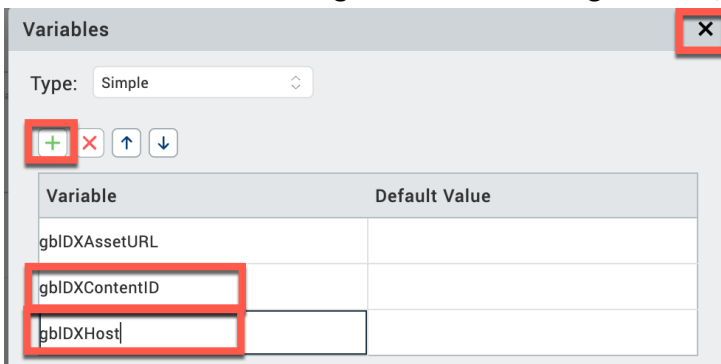 Variables
Type: Simple
Variable Default Value
gblDXAssetURL
gblDXContentID
gblDXHost